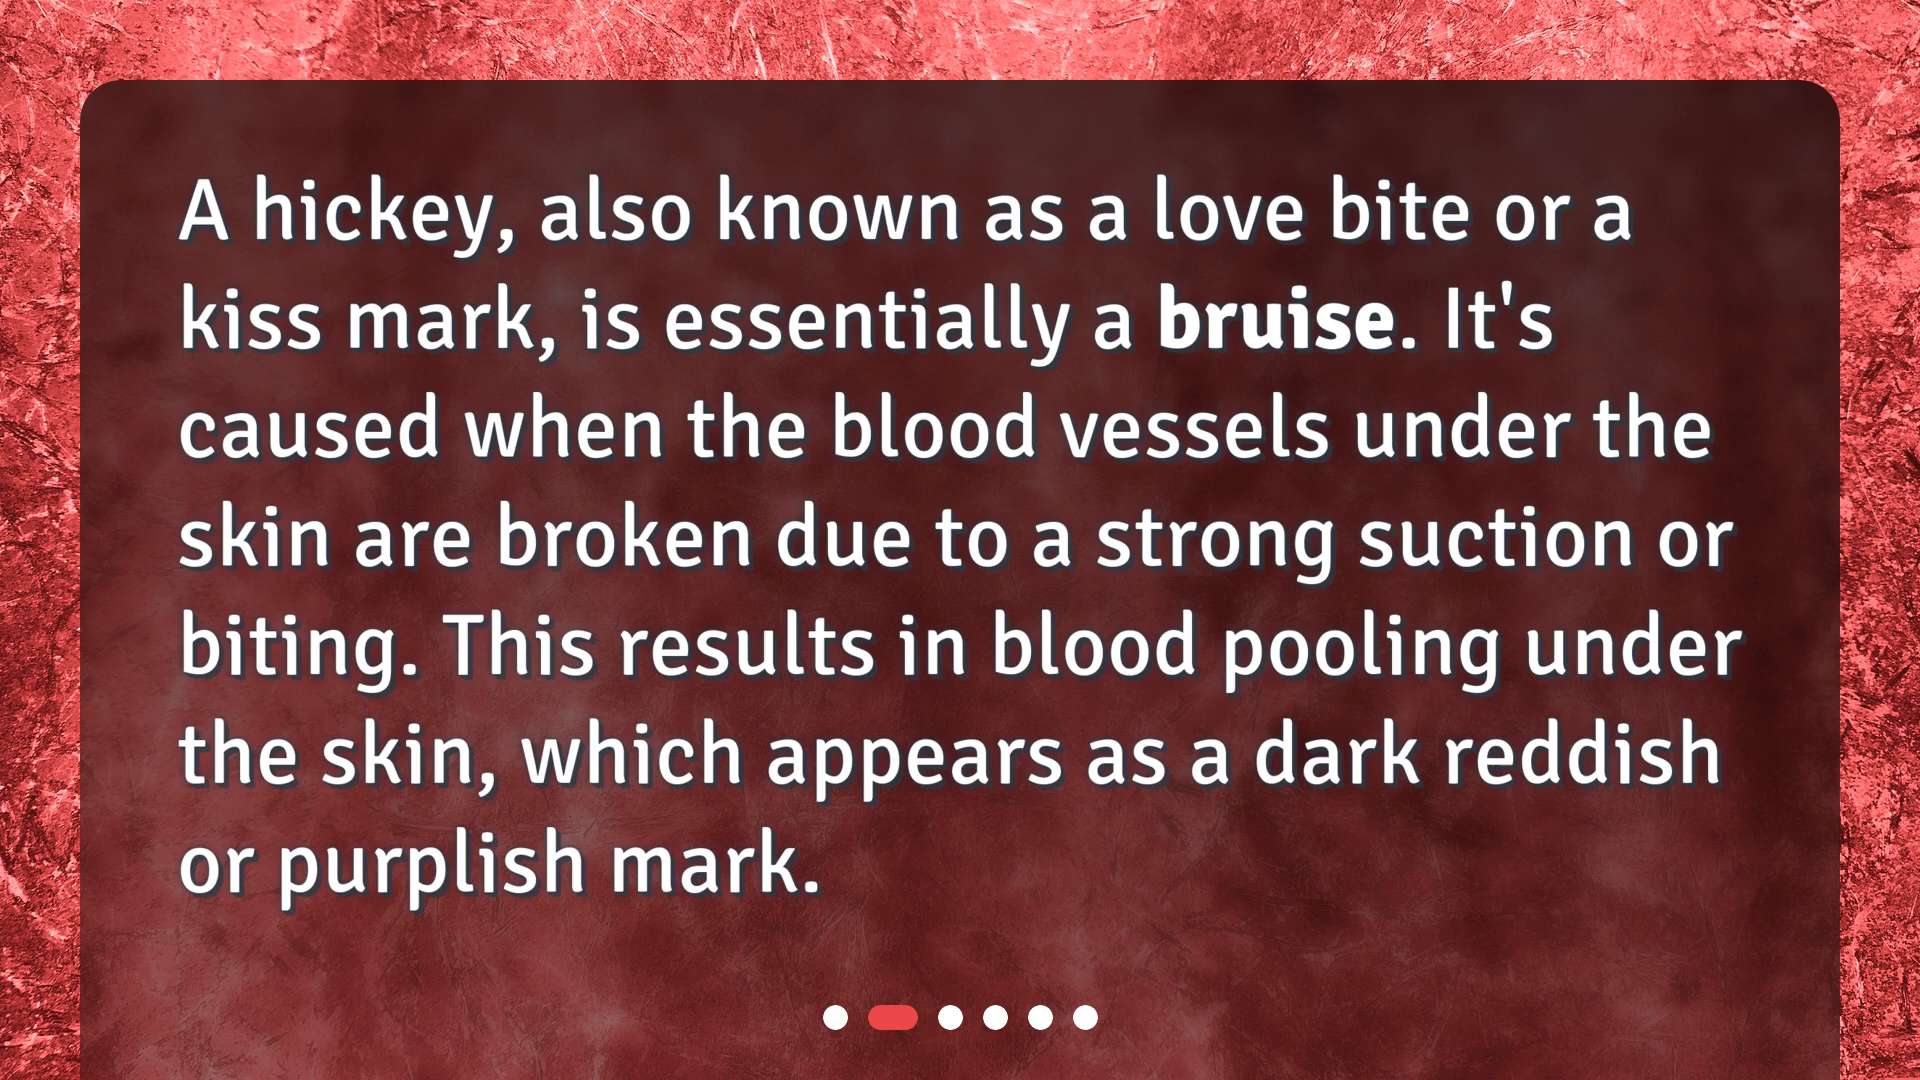 A hickey, also known as a love bite or a
kiss mark, is essentially a bruise. It's
caused when the blood vessels under the
skin are broken due to a strong suction or
biting. This results in blood pooling under
the skin, which appears as a dark reddish
or purplish mark.